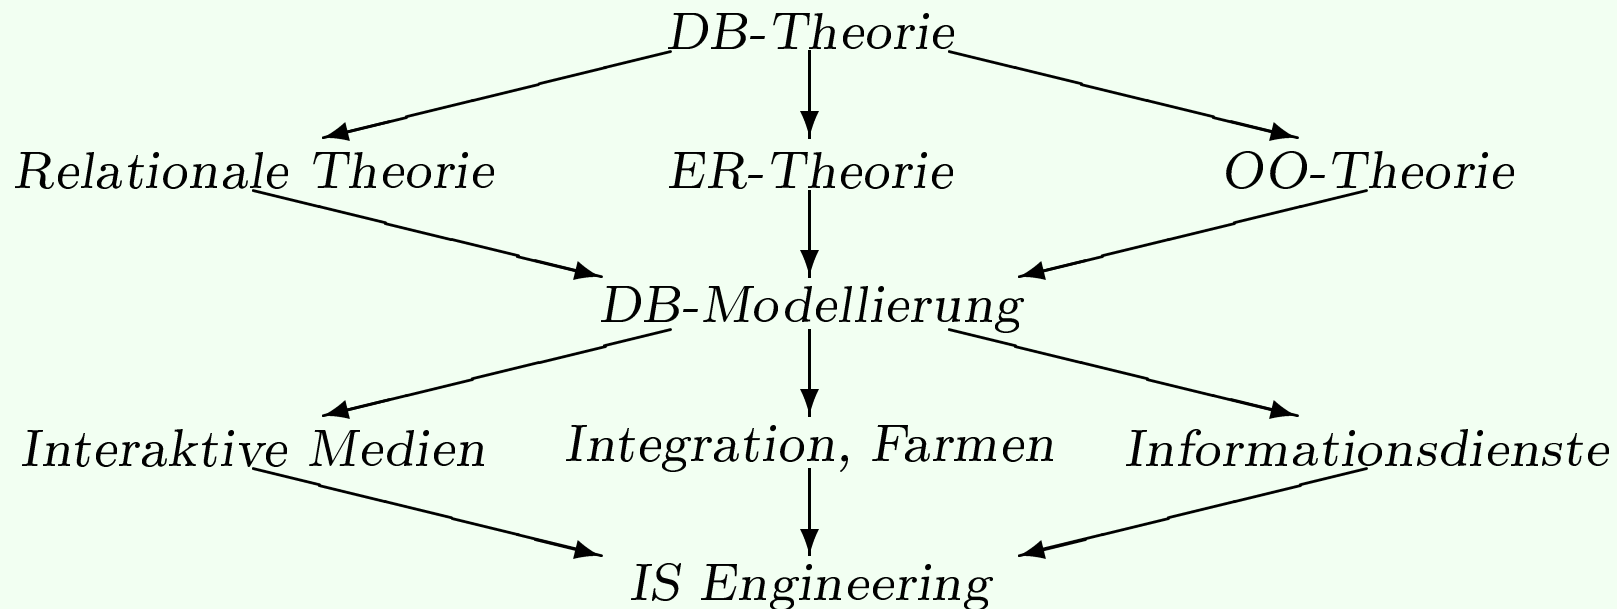 DB-Theorie
Relationale Theorie ER-Theorie OO-Theorie
DB-Modellierung
Interaktive Medien Integration, Farmen Informationsdienste
IS Engineering